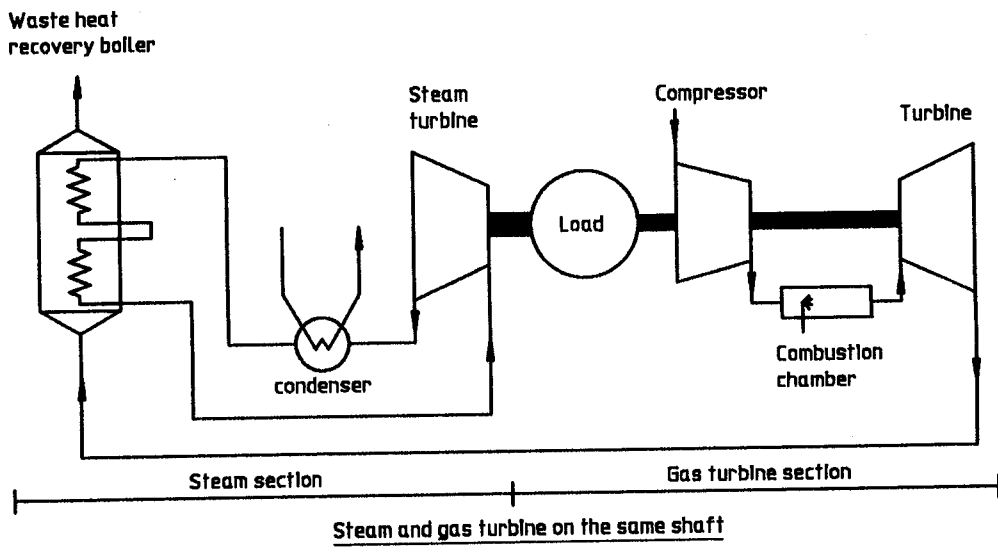 Waste heat
recovery boiler
Steam
turbine
Compressor
Turbine
Load
condenser
Combustion
chamber
Steam section
Gas turbine section
Steam and gas turbine on the same shaft